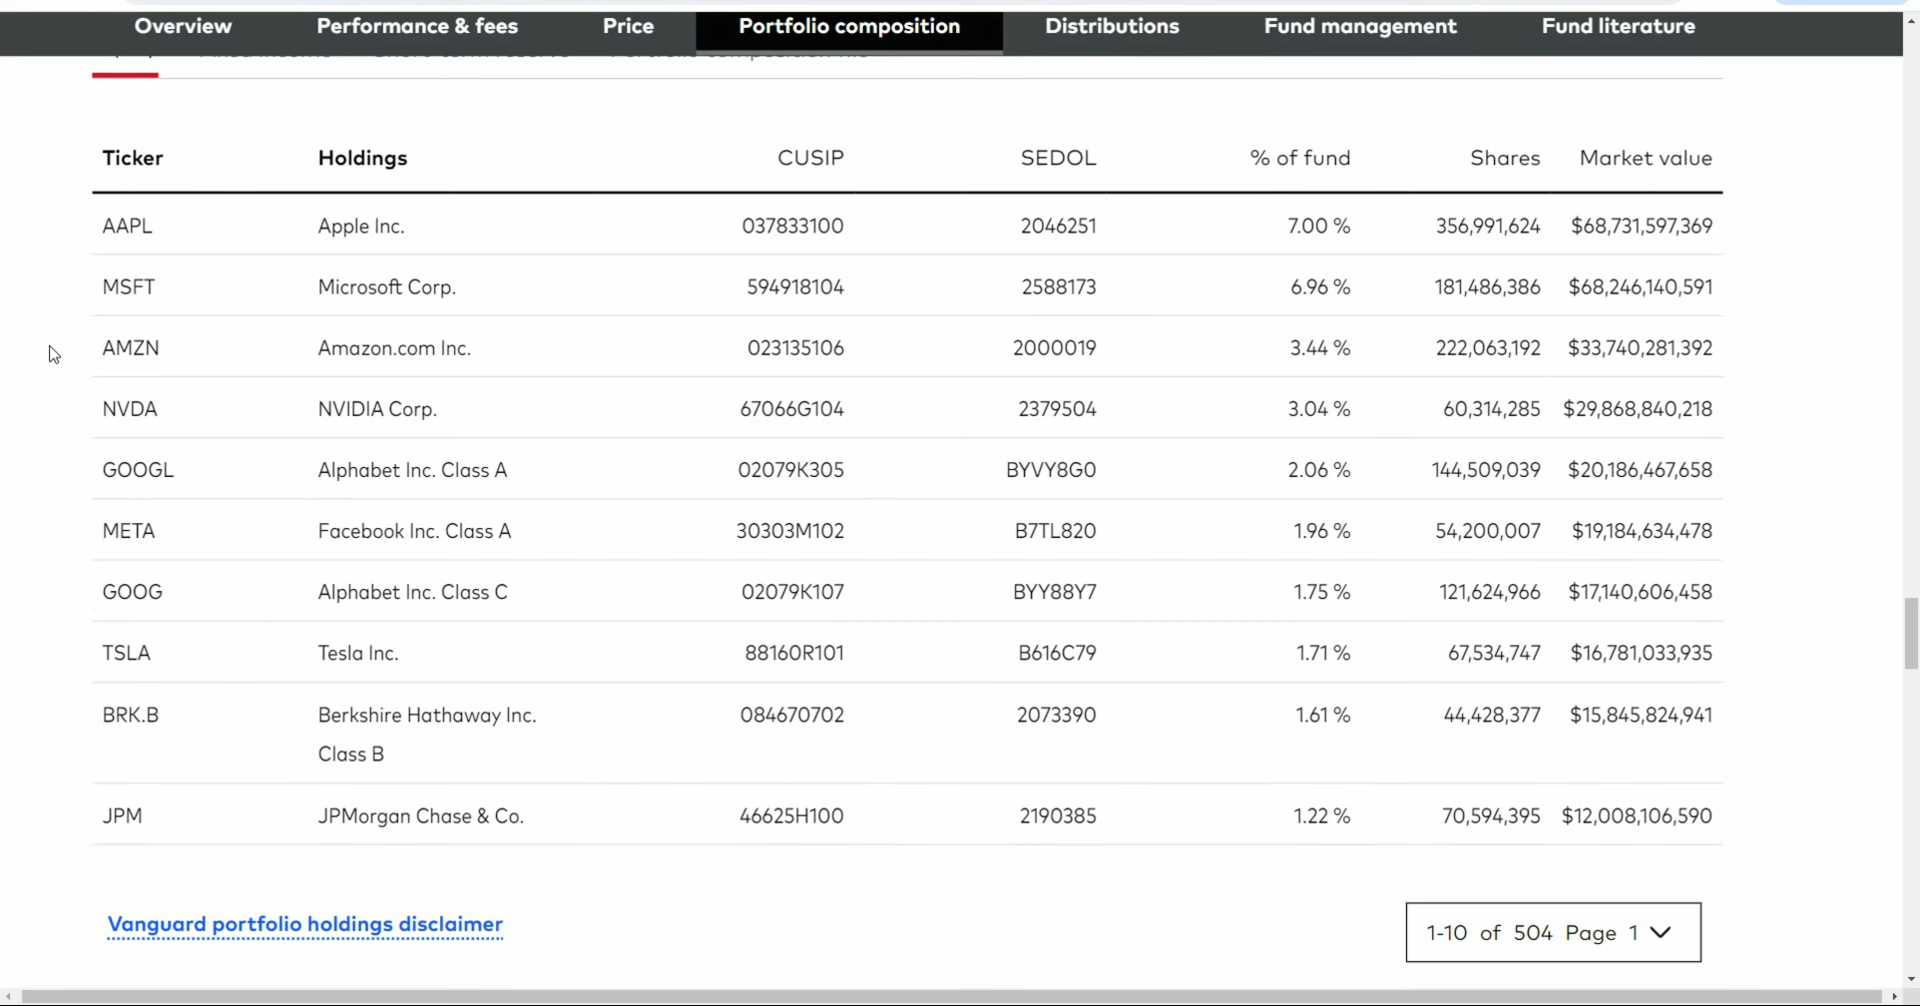 Overview Performance & fees Price Portfolio composition Distributions Fund management Fund literature
Ticker Holdings CUSIP SEDOL % of fund Shares Market value
AAPL Apple Inc. 037833100 2046251 7.00 % 356,991,624 $68,731,597,369
MSFT Microsoft Corp. 594918104 2588173 6.96 % 181,486,386 $68,246,140,591
AMZN Amazon.com Inc. 023135106 2000019 3.44 % 222,063,192 $33,740,281,392
NVDA NVIDIA Corp. 67066G104 2379504 3.04 % 60,314,285 $29,868,840,218
GOOGL Alphabet Inc. Class A 02079K305 BYVY8G0 2.06 % 144,509,039 $20,186,467,658
META Facebook Inc. Class A 30303M102 B7TL820 1.96 % 54,200,007 $19,184,634,478
GOOG Alphabet Inc. Class C 02079K107 BYY88Y7 1.75 % 121,624,966 $17,140,606,458
TSLA Tesla Inc. 88160R101 B616C79 1.71 % 67,534,747 $16,781,033,935
BRK.B Berkshire Hathaway Inc. 084670702 2073390 1.61 % 44,428,377 $15,845,824,941
Class B
JPM JPMorgan Chase & Co. 46625H100 2190385 1.22 % 70,594,395 $12,008,106,590
Vanguard portfolio holdings disclaimer
1-10 of 504 Page 1